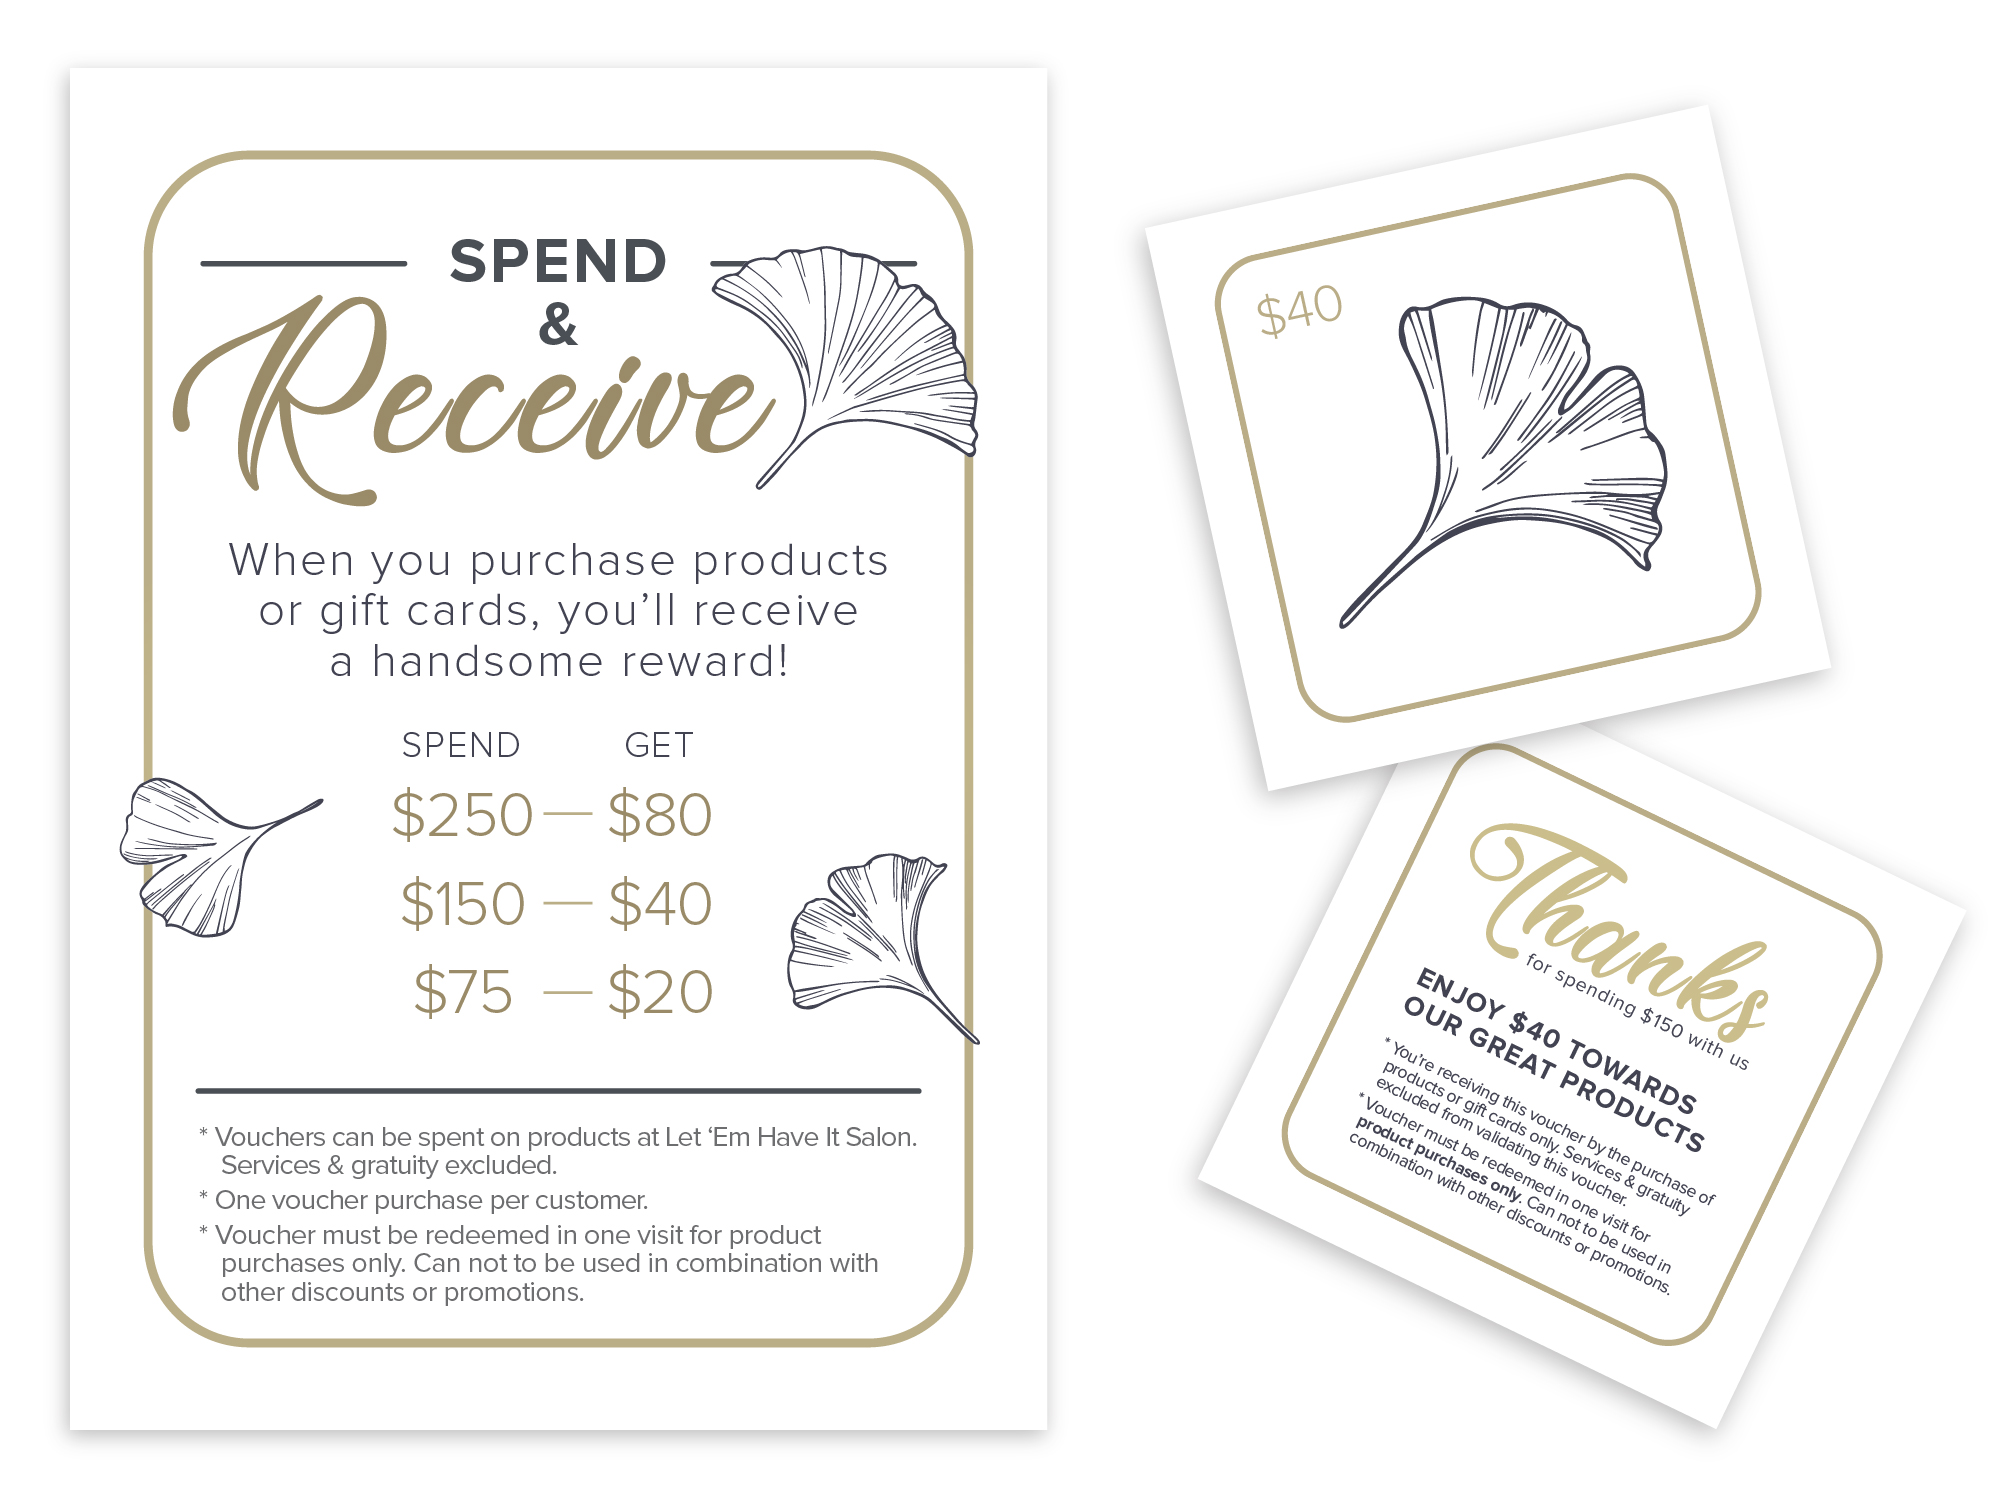 SPEND
&
Receive
When you purchase products
or gift cards, you’ll receive
a handsome reward!
SPEND GET
$250 — $80
$150 — $40
$75 — $20
* Vouchers can be spent on products at Let ‘Em Have It Salon.
Services & gratuity excluded.
* One voucher purchase per customer.
* Voucher must be redeemed in one visit for product
purchases only. Can not to be used in combination with
other discounts or promotions.
$40
Thanks
for spending $150 with us
ENJOY $40 TOWARDS
OUR GREAT PRODUCTS
* You’re receiving this voucher by the purchase of
products or gift cards only. Services & gratuity
excluded from validating this voucher.
* Voucher must be redeemed in one visit for
product purchases only. Can not to be used in
combination with other discounts or promotions.